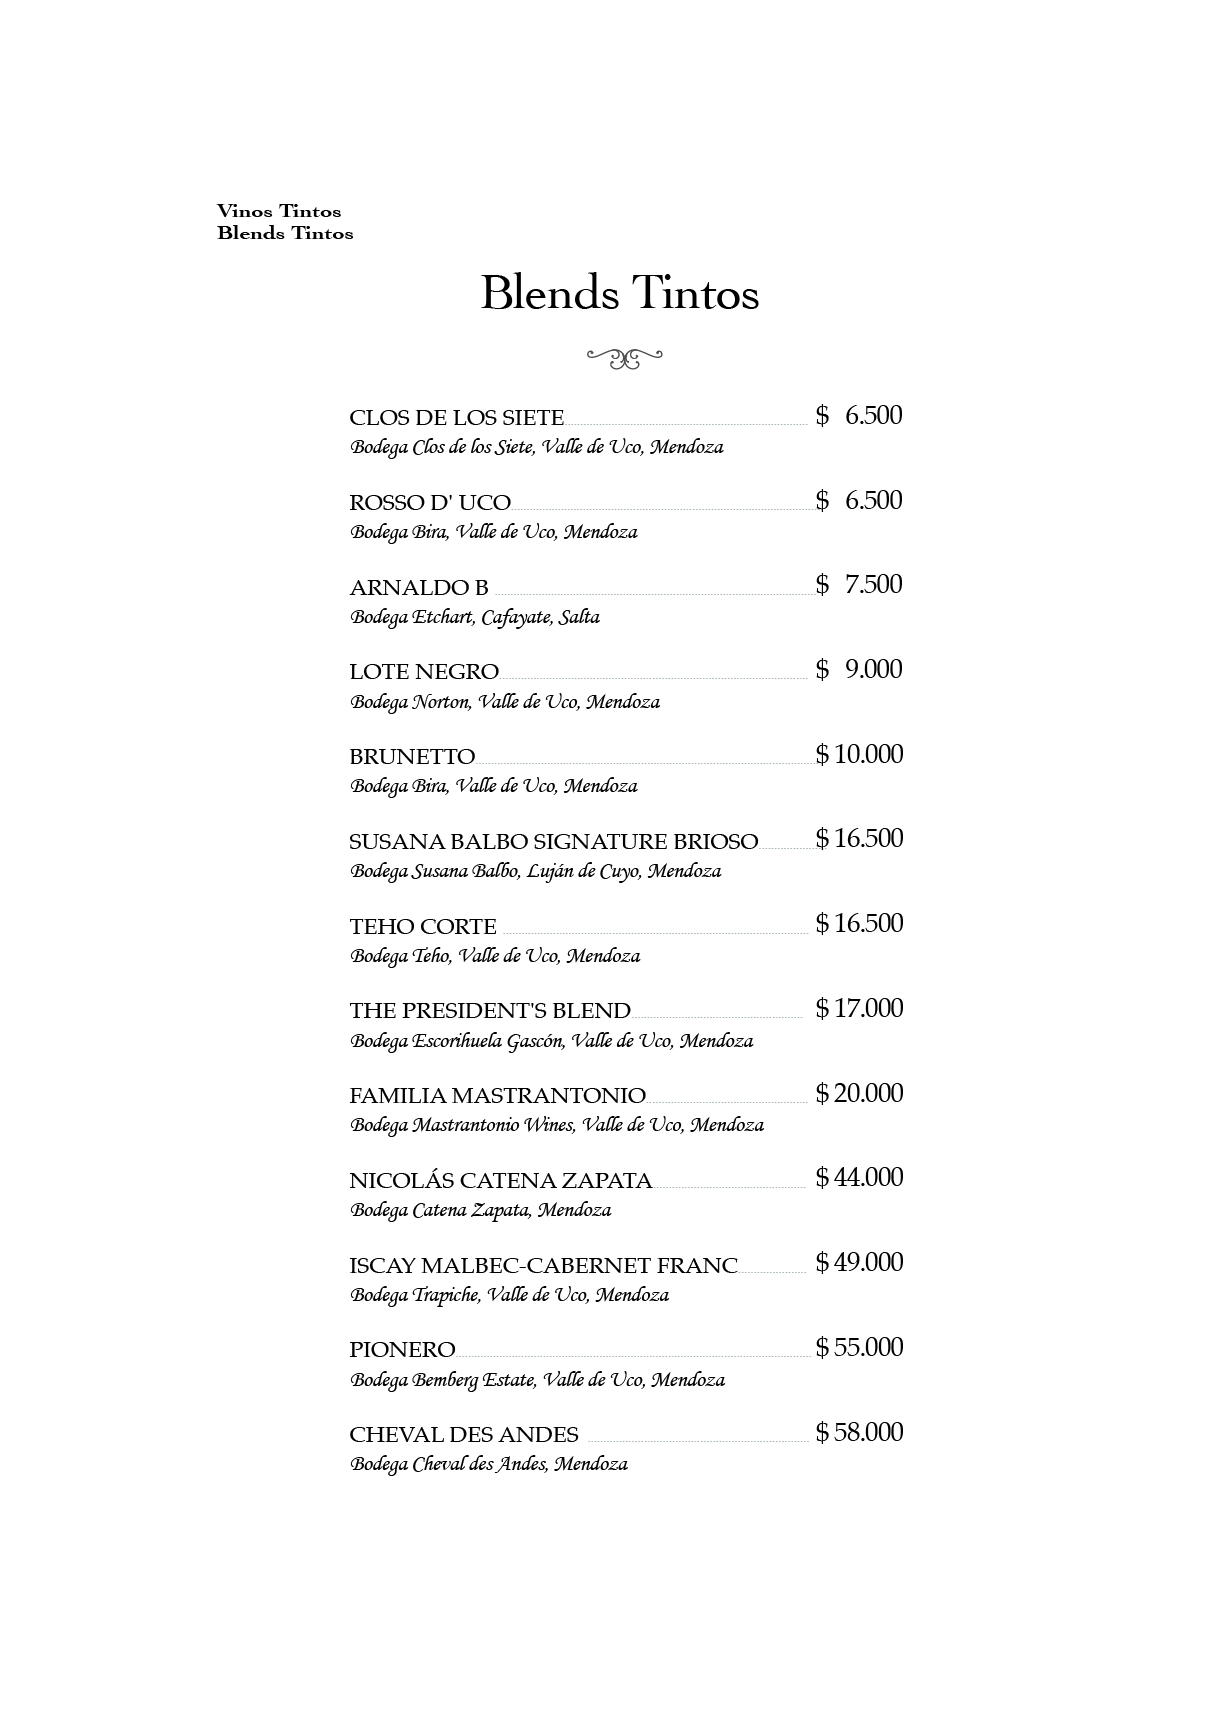 Vinos Tintos
Blends Tintos
Blends Tintos
CLOS DE LOS SIETE $ 6.500
Bodega Clos de los Siete, Valle de Uco, Mendoza
ROSSO D' UCO $ 6.500
Bodega Bira, Valle de Uco, Mendoza
ARNALDO B $ 7.500
Bodega Etchart, Cafayate, Salta
LOTE NEGRO $ 9.000
Bodega Norton, Valle de Uco, Mendoza
BRUNETTO $ 10.000
Bodega Bira, Valle de Uco, Mendoza
SUSANA BALBO SIGNATURE BRIOSO $ 16.500
Bodega Susana Balbo, Luján de Cuyo, Mendoza
TEHO CORTE $ 16.500
Bodega Teho, Valle de Uco, Mendoza
THE PRESIDENT'S BLEND $ 17.000
Bodega Escorihuela Gascón, Valle de Uco, Mendoza
FAMILIA MASTRANTONIO $ 20.000
Bodega Mastrantonio Wines, Valle de Uco, Mendoza
NICOLÁS CATENA ZAPATA $ 44.000
Bodega Catena Zapata, Mendoza
ISCAY MALBEC-CABERNET FRANC $ 49.000
Bodega Trapiche, Valle de Uco, Mendoza
PIONERO $ 55.000
Bodega Bemberg Estate, Valle de Uco, Mendoza
CHEVAL DES ANDES $ 58.000
Bodega Cheval des Andes, Mendoza